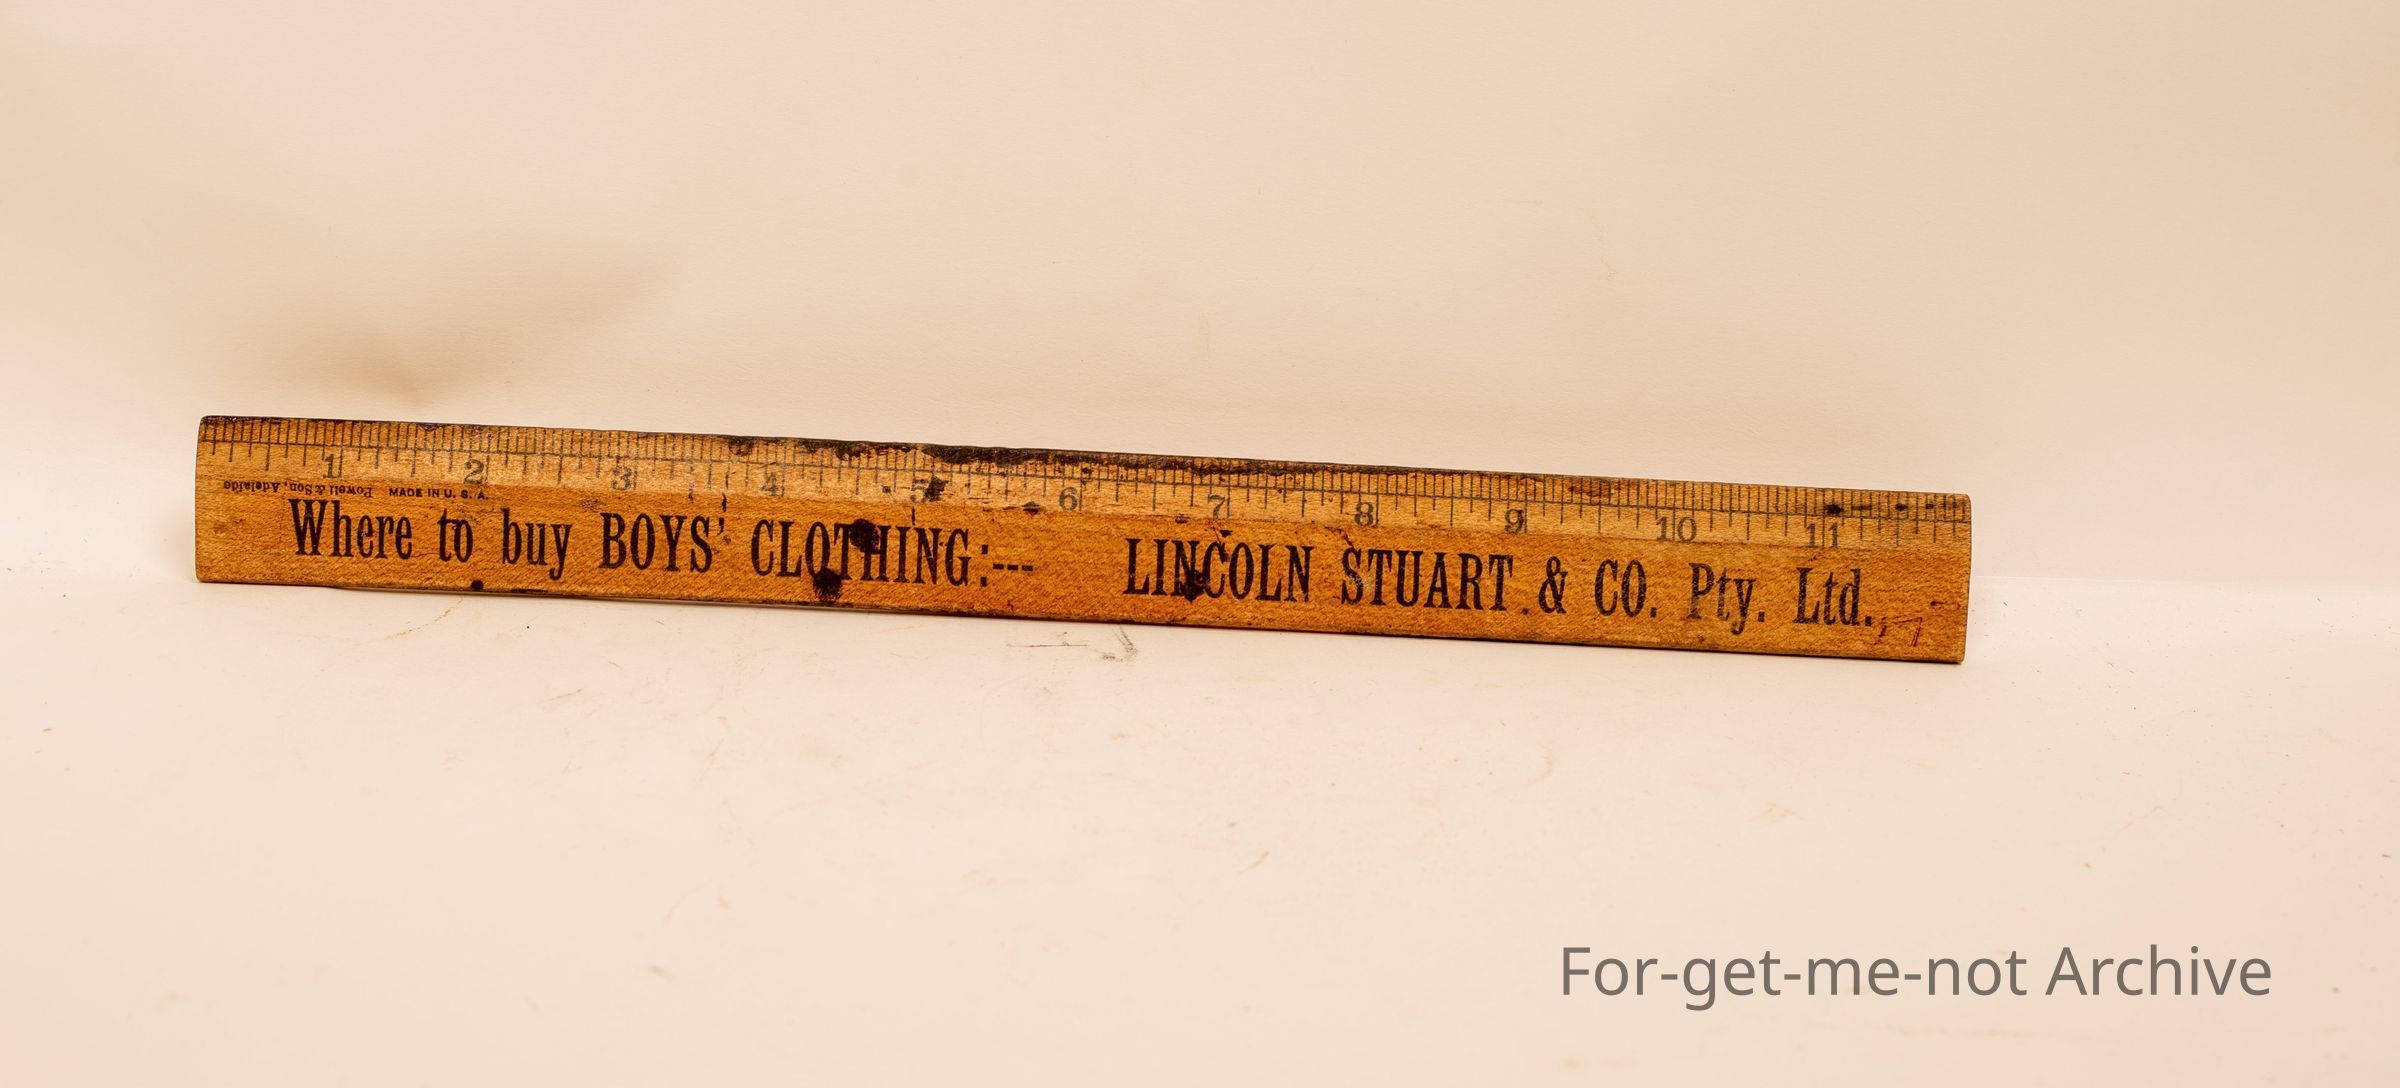 1 2 3 4 5 6 7 8 9 10 11
Powell & Son, Adelaide MADE IN U. S. A.
Where to buy BOYS' CLOTHING:--- LINCOLN STUART & CO. Pty. Ltd.,
For-get-me-not Archive